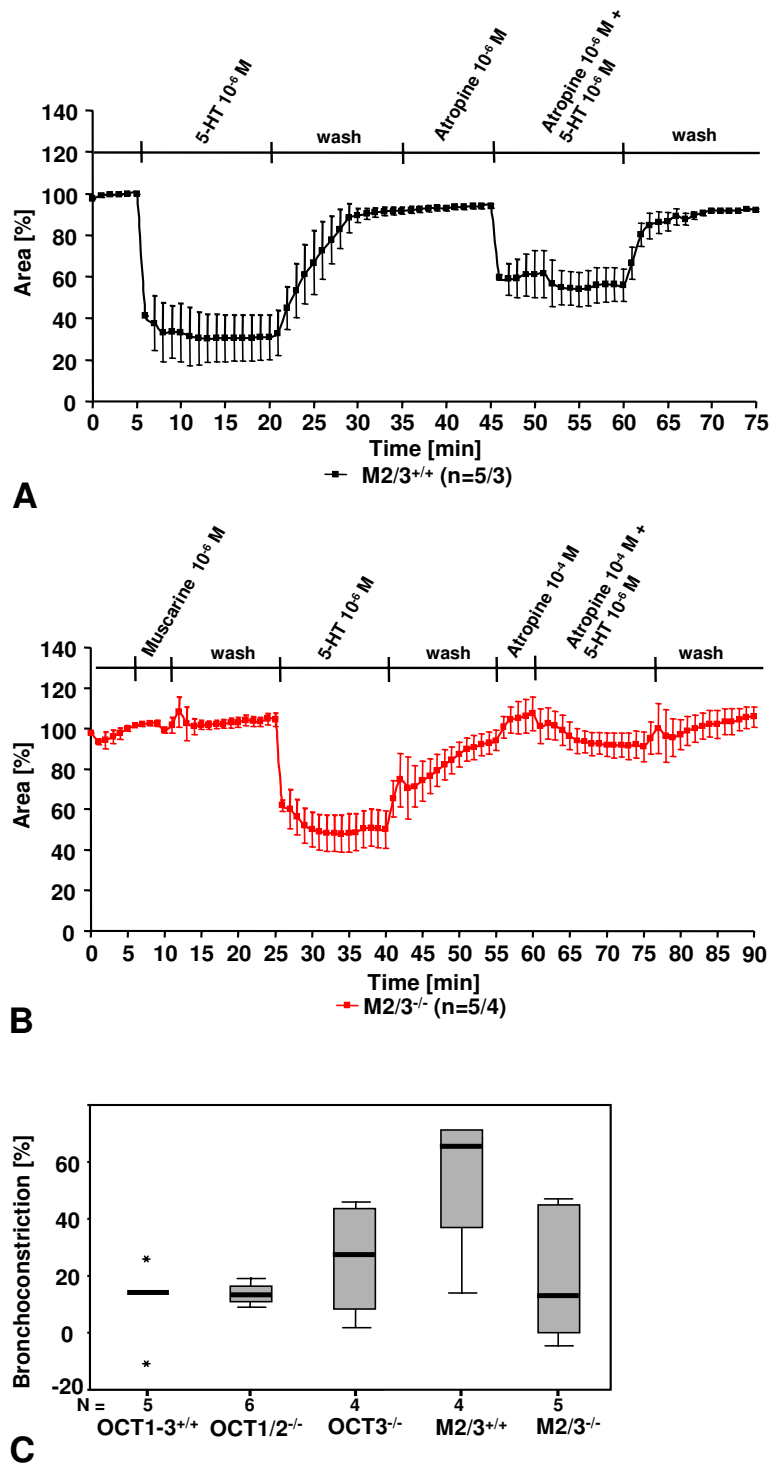 5-HT 10⁻⁶ M
Atropine 10⁻⁶ M
Atropine 10⁻⁶ M +
5-HT 10⁻⁶ M
wash
wash
140
120
100
80
60
40
20
0
Area [%]
0 5 10 15 20 25 30 35 40 45 50 55 60 65 70 75
Time [min]
M2/3⁺/⁺ (n=5/3)
A
Muscarine 10⁻⁶ M
5-HT 10⁻⁶ M
Atropine 10⁻⁴ M
Atropine 10⁻⁴ M +
5-HT 10⁻⁶ M
wash
wash
wash
140
120
100
80
60
40
20
0
Area [%]
0 5 10 15 20 25 30 35 40 45 50 55 60 65 70 75 80 85 90
Time [min]
M2/3⁻/⁻ (n=5/4)
B
Bronchoconstriction [%]
60
40
20
0
-20
* *
N = 5 6 4 4 5
OCT1-3⁺/⁺ OCT1/2⁻/⁻ OCT3⁻/⁻ M2/3⁺/⁺ M2/3⁻/⁻
C